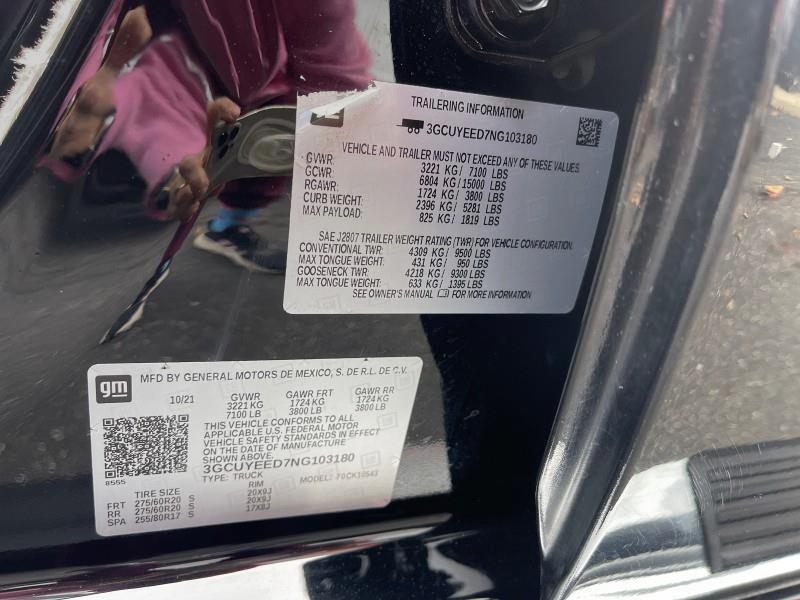 TRAILERING INFORMATION
3GCUYEED7NG103180
VEHICLE AND TRAILER MUST NOT EXCEED ANY OF THESE VALUES
GVWR: 3221 KG/ 7100 LBS
GCWR: 6804 KG/15000 LBS
RGAWR: 1724 KG/ 3800 LBS
CURB WEIGHT: 2396 KG/ 5281 LBS
MAX PAYLOAD: 825 KG/ 1819 LBS
SAE J2807 TRAILER WEIGHT RATING (TWR) FOR VEHICLE CONFIGURATION.
CONVENTIONAL TWR: 4309 KG/ 9500 LBS
MAX TONGUE WEIGHT: 431 KG/ 950 LBS
GOOSENECK TWR: 4218 KG/ 9300 LBS
MAX TONGUE WEIGHT: 633 KG/ 1395 LBS
SEE OWNER'S MANUAL FOR MORE INFORMATION
gm MFD BY GENERAL MOTORS DE MEXICO, S. DE R.L. DE C.V.
10/21 GVWR GAWR FRT GAWR RR
3221 KG 1724 KG 1724 KG
7100 LB 3800 LB 3800 LB
THIS VEHICLE CONFORMS TO ALL
APPLICABLE U.S. FEDERAL MOTOR
VEHICLE SAFETY STANDARDS IN EFFECT
ON THE DATE OF MANUFACTURE
SHOWN ABOVE.
3GCUYEED7NG103180
8555 TYPE: TRUCK MODEL: 70CK10543
TIRE SIZE RIM
FRT 275/60R20 S 20X9J
RR 275/60R20 S 20X9J
SPA 255/80R17 S 17X8J